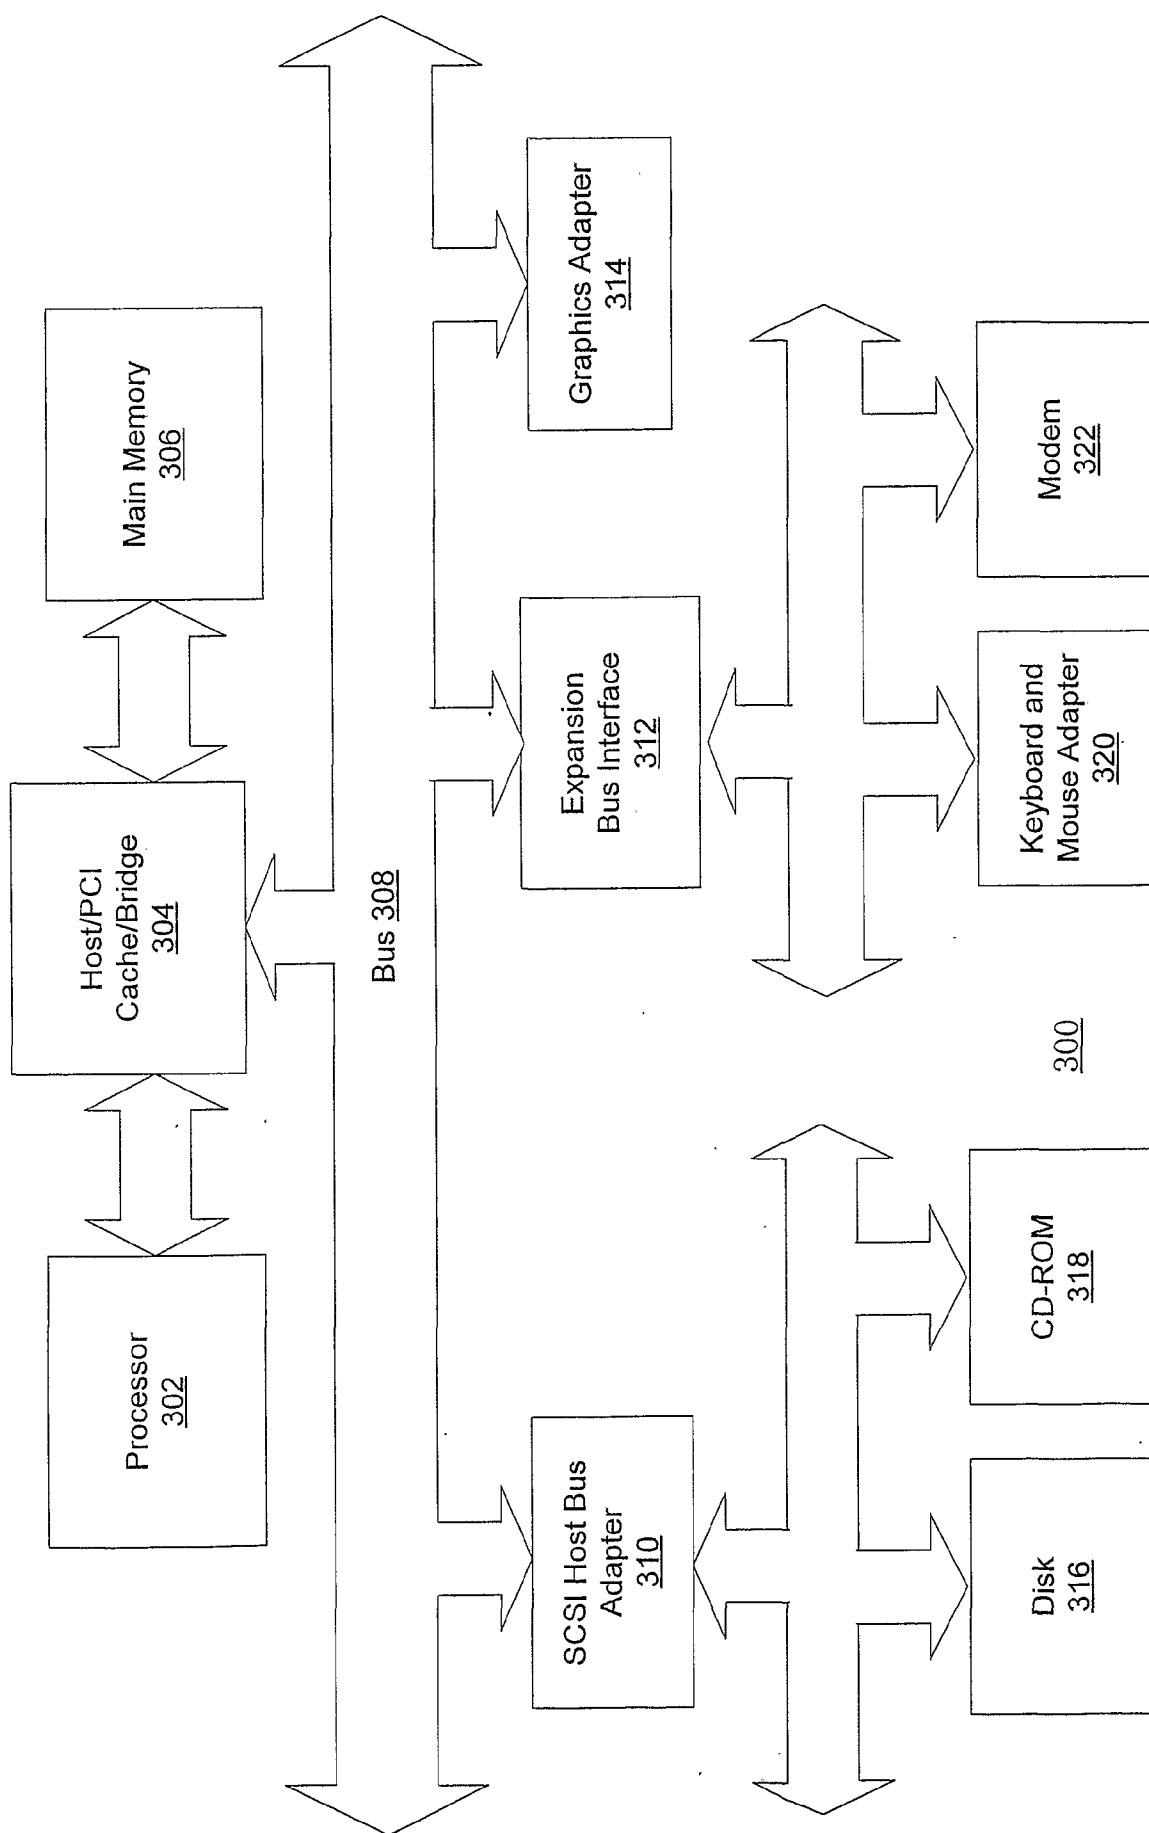 Processor
302
Host/PCI
Cache/Bridge
304
Main Memory
306
Bus 308
SCSI Host Bus
Adapter
310
Expansion
Bus Interface
312
Graphics Adapter
314
Disk
316
CD-ROM
318
300
Keyboard and
Mouse Adapter
320
Modem
322